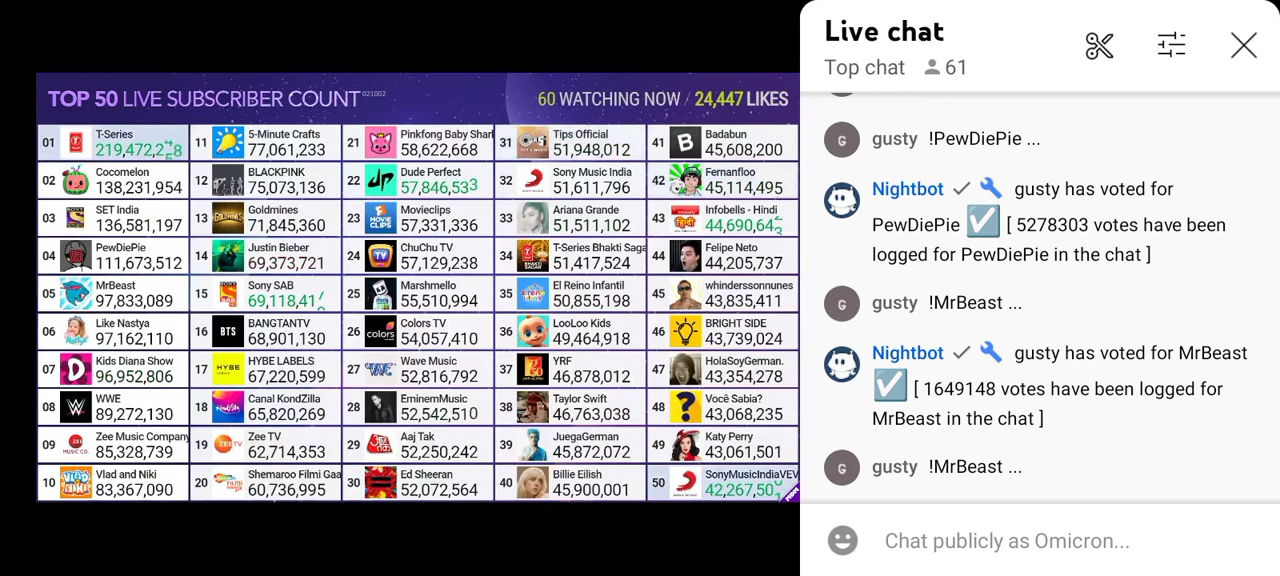 TOP 50 LIVE SUBSCRIBER COUNT 021002
60 WATCHING NOW / 24,447 LIKES
01 T-Series
02 Cocomelon 138,231,954
03 SET India 136,581,197
04 PewDiePie 111,673,512
05 MrBeast 97,833,089
06 Like Nastya 97,162,110
07 Kids Diana Show 96,952,806
08 WWE 89,272,130
09 Zee Music Company 85,328,739
10 Vlad and Niki 83,367,090
11 5-Minute Crafts 77,061,233
12 BLACKPINK 75,073,136
13 Goldmines 71,845,360
14 Justin Bieber 69,373,721
15 Sony SAB
16 BANGTANTV 68,901,130
17 HYBE LABELS 67,220,599
18 Canal KondZilla 65,820,269
19 Zee TV 62,714,353
20 Shemaroo Filmi Gaa 60,736,995
21 Pinkfong Baby Shar 58,622,668
22 Dude Perfect 57,846,533
23 Movieclips 57,331,336
24 ChuChu TV 57,129,238
25 Marshmello 55,510,994
26 Colors TV 54,057,410
27 Wave Music 52,816,792
28 EminemMusic 52,542,510
29 Aaj Tak 52,250,242
30 Ed Sheeran 52,072,564
31 Tips Official 51,948,012
32 Sony Music India 51,611,796
33 Ariana Grande 51,511,102
34 T-Series Bhakti Saga 51,417,524
35 El Reino Infantil 50,855,198
36 LooLoo Kids 49,464,918
37 YRF 46,878,012
38 Taylor Swift 46,763,038
39 JuegaGerman 45,872,072
40 Billie Eilish 45,900,001
41 Badabun 45,608,200
42 Fernanfloo 45,114,495
43 Infobells - Hindi
44 Felipe Neto 44,205,737
45 whinderssonnunes 43,835,411
46 BRIGHT SIDE 43,739,024
47 HolaSoyGerman. 43,354,278
48 Você Sabia? 43,068,235
49 Katy Perry 43,061,501
50 SonyMusicIndiaVEV
Live chat
Top chat 61
gusty !PewDiePie ...
Nightbot gusty has voted for
PewDiePie ☑ [ 5278303 votes have been
logged for PewDiePie in the chat ]
gusty !MrBeast ...
Nightbot gusty has voted for MrBeast
☑ [ 1649148 votes have been logged for
MrBeast in the chat ]
gusty !MrBeast ...
Chat publicly as Omicron...